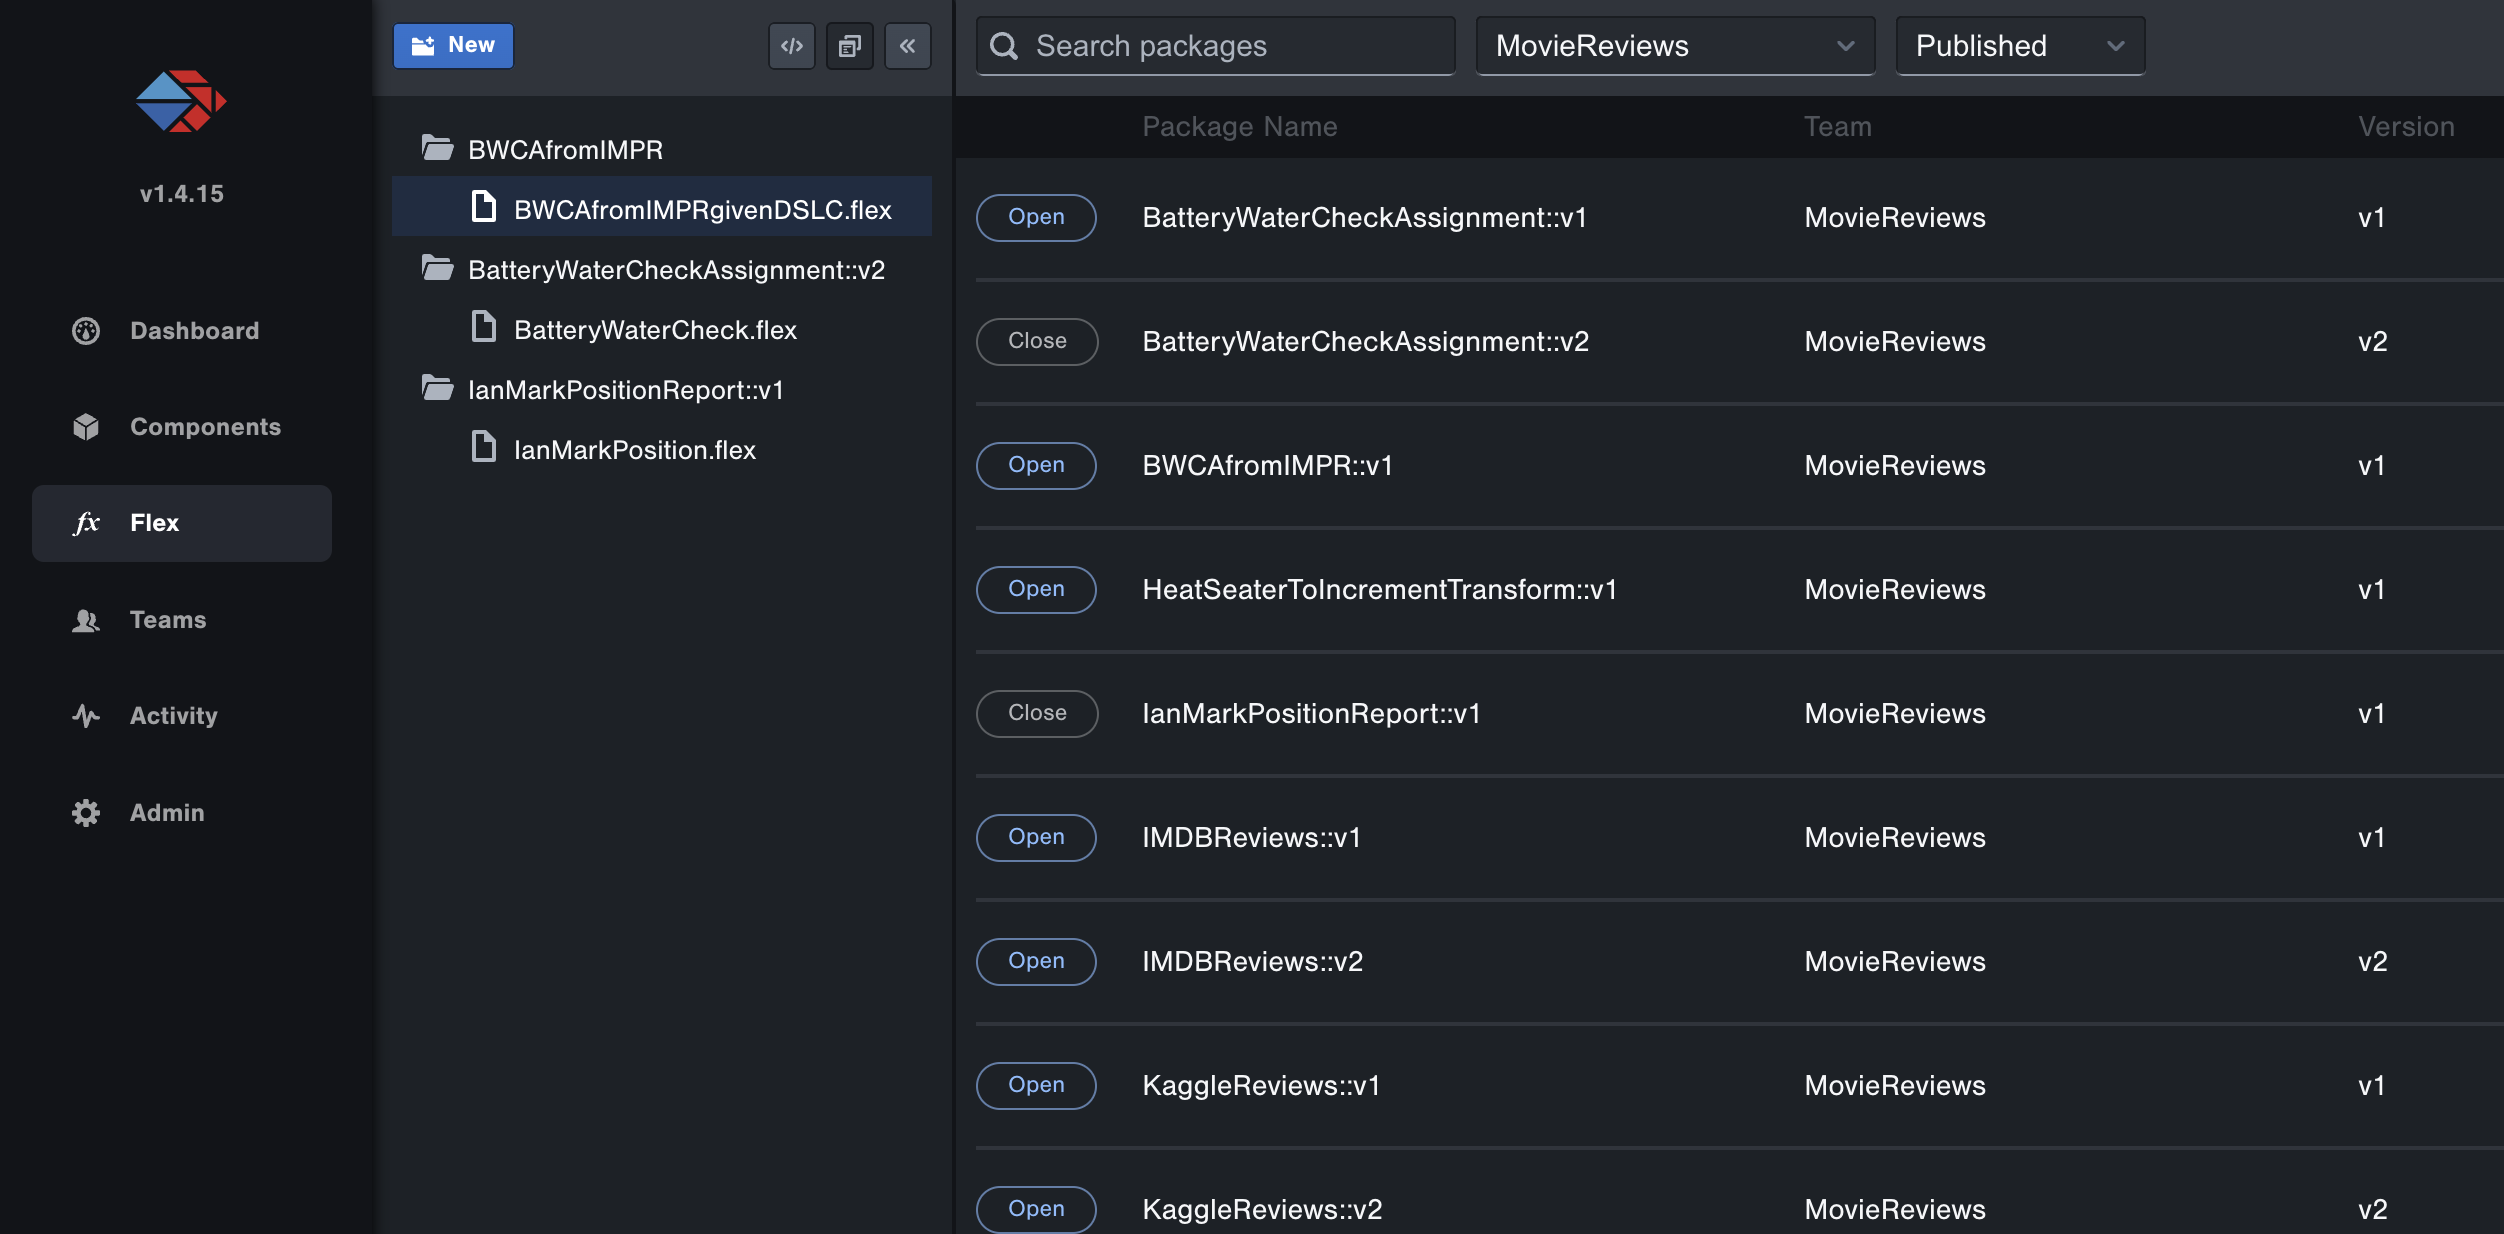 v1.4.15
Dashboard
Components
fx Flex
Teams
Activity
Admin
New
</>
BWCAfromIMPR
BWCAfromIMPRgivenDSLC.flex
BatteryWaterCheckAssignment::v2
BatteryWaterCheck.flex
IanMarkPositionReport::v1
IanMarkPosition.flex
Search packages
MovieReviews
Published
Package Name Team Version
Open BatteryWaterCheckAssignment::v1 MovieReviews v1
Close BatteryWaterCheckAssignment::v2 MovieReviews v2
Open BWCAfromIMPR::v1 MovieReviews v1
Open HeatSeaterToIncrementTransform::v1 MovieReviews v1
Close IanMarkPositionReport::v1 MovieReviews v1
Open IMDBReviews::v1 MovieReviews v1
Open IMDBReviews::v2 MovieReviews v2
Open KaggleReviews::v1 MovieReviews v1
Open KaggleReviews::v2 MovieReviews v2